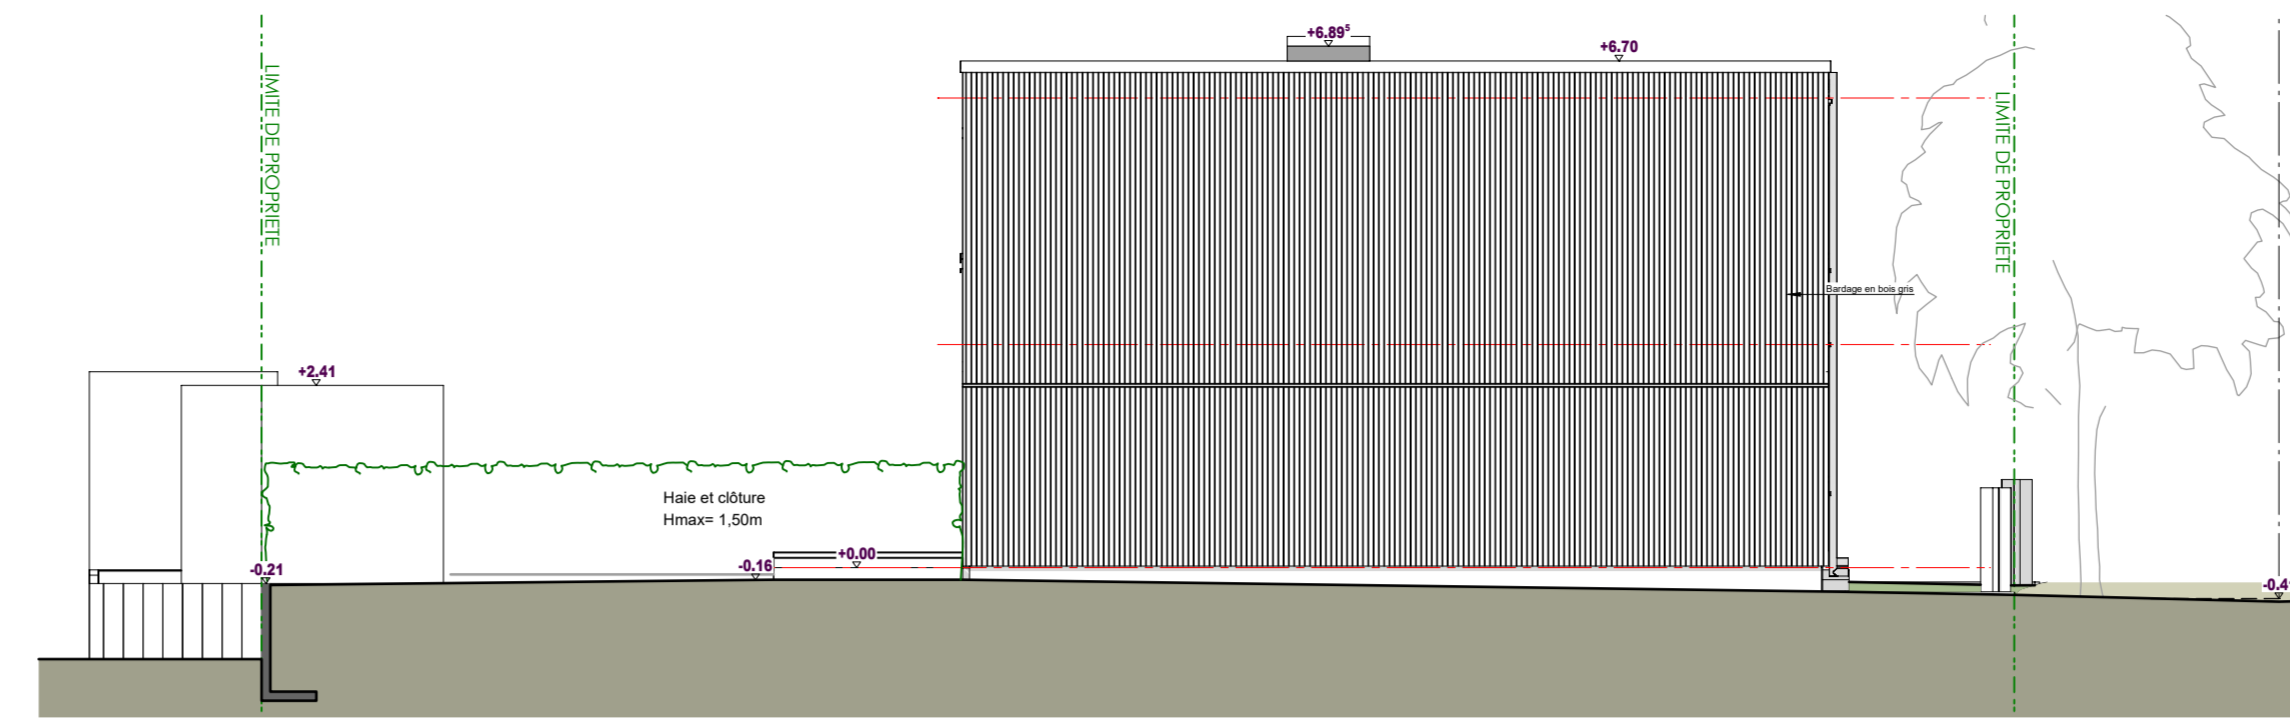 +6.89⁵
+6.70
LIMITE DE PROPRIETE
LIMITE DE PROPRIETE
Bardage en bois gris
+2.41
Haie et clôture
Hmax= 1,50m
+0.00
-0.16
-0.21